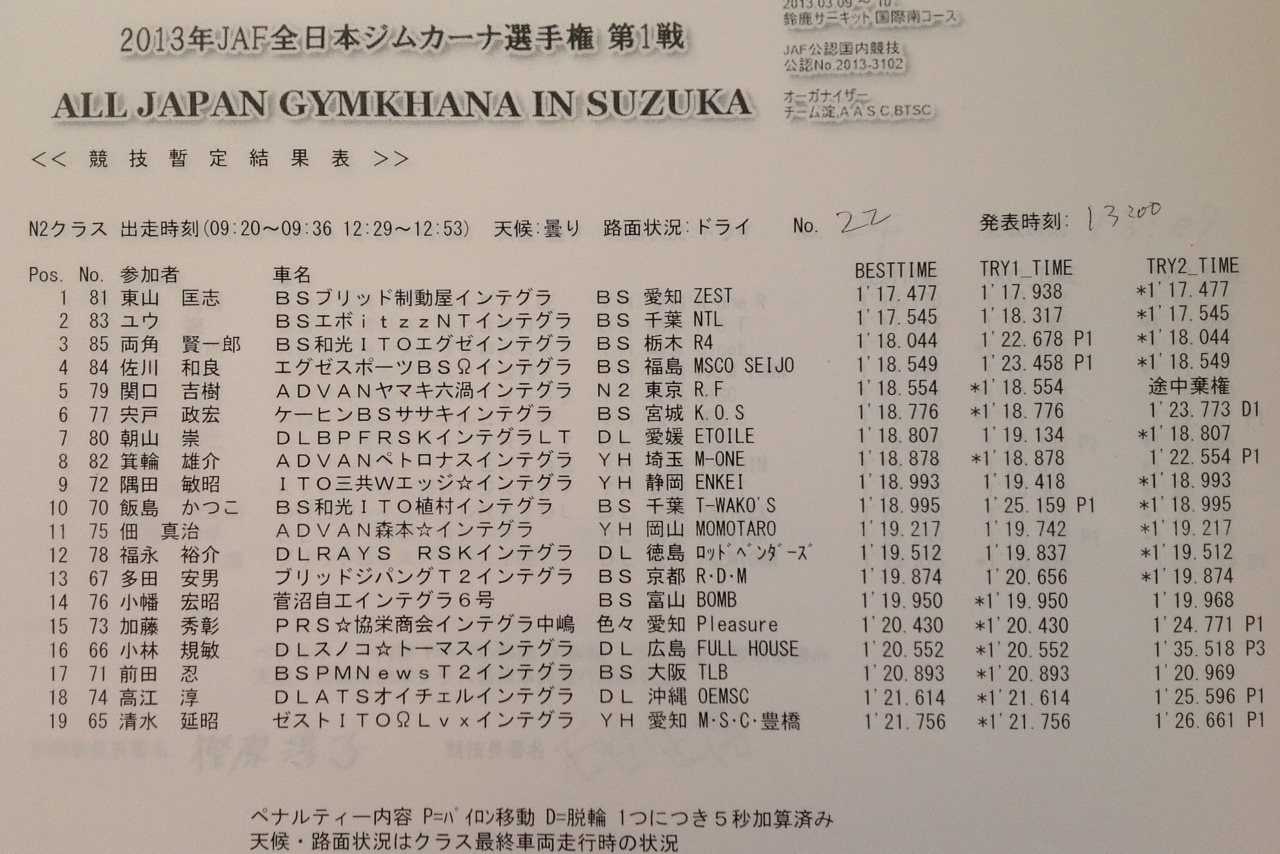 2013年JAF全日本ジムカーナ選手権 第1戦
ALL JAPAN GYMKHANA IN SUZUKA
2013 03 09 ~ 10
鈴鹿サーキット 国際南コース
JAF公認国内競技
公認No.2013-3102
オーガナイザー
チーム淀,A A S C,BTSC
<< 競 技 暫 定 結 果 表 >>
N2クラス 出走時刻(09:20～09:36 12:29～12:53) 天候:曇り 路面状況:ドライ No. 22 発表時刻: 13 200
Pos. No. 参加者 車名 BESTTIME TRY1_TIME TRY2_TIME
1 81 東山 匡志 ＢＳブリッド制動屋インテグラ ＢＳ 愛知 ZEST 1'17.477 1'17.938 *1'17.477
2 83 ユウ ＢＳエボｉｔｚｚNTインテグラ ＢＳ 千葉 NTL 1'17.545 1'18.317 *1'17.545
3 85 両角 賢一郎 ＢＳ和光ＩＴＯエグゼインテグラ ＢＳ 栃木 R4 1'18.044 1'22.678 P1 *1'18.044
4 84 佐川 和良 エグゼスポーツＢＳΩインテグラ ＢＳ 福島 MSCO SEIJO 1'18.549 1'23.458 P1 *1'18.549
5 79 関口 吉樹 ＡＤＶＡＮヤマキ六渦インテグラ Ｎ２ 東京 R.F 1'18.554 *1'18.554 途中棄権
6 77 宍戸 政宏 ケーヒンＢＳササキインテグラ ＢＳ 宮城 K.O.S 1'18.776 *1'18.776 1'23.773 D1
7 80 朝山 崇 ＤＬＢＰＦＲＳＫインテグラＬＴ ＤＬ 愛媛 ETOILE 1'18.807 1'19.134 *1'18.807
8 82 箕輪 雄介 ＡＤＶＡＮペトロナスインテグラ ＹＨ 埼玉 M-ONE 1'18.878 *1'18.878 1'22.554 P1
9 72 隅田 敏昭 ＩＴＯ三共Ｗエッジ☆インテグラ ＹＨ 静岡 ENKEI 1'18.993 1'19.418 *1'18.993
10 70 飯島 かつこ ＢＳ和光ＩＴＯ植村インテグラ ＢＳ 千葉 T-WAKO'S 1'18.995 1'25.159 P1 *1'18.995
11 75 佃 真治 ＡＤＶＡＮ森本☆インテグラ ＹＨ 岡山 MOMOTARO 1'19.217 1'19.742 *1'19.217
12 78 福永 裕介 ＤＬＲＡＹＳ ＲＳＫインテグラ ＤＬ 徳島 ﾛｯﾄﾞﾍﾞﾝﾀﾞｰｽﾞ 1'19.512 1'19.837 *1'19.512
13 67 多田 安男 ブリッドジパングＴ２インテグラ ＢＳ 京都 R･D･M 1'19.874 1'20.656 *1'19.874
14 76 小幡 宏昭 菅沼自工インテグラ６号 ＢＳ 富山 BOMB 1'19.950 *1'19.950 1'19.968
15 73 加藤 秀彰 ＰＲＳ☆協栄商会インテグラ中嶋 色々 愛知 Pleasure 1'20.430 *1'20.430 1'24.771 P1
16 66 小林 規敏 ＤＬスノコ☆トーマスインテグラ ＤＬ 広島 FULL HOUSE 1'20.552 *1'20.552 1'35.518 P3
17 71 前田 忍 ＢＳＰＭＮｅｗｓＴ２インテグラ ＢＳ 大阪 TLB 1'20.893 *1'20.893 1'20.969
18 74 高江 淳 ＤＬＡＴＳオイチェルインテグラ ＤＬ 沖縄 OEMSC 1'21.614 *1'21.614 1'25.596 P1
19 65 清水 延昭 ゼストＩＴＯΩＬｖｘインテグラ ＹＨ 愛知 M･S･C･豊橋 1'21.756 *1'21.756 1'26.661 P1
ペナルティー内容 P=ﾊﾟｲﾛﾝ移動 D=脱輪 1つにつき５秒加算済み
天候・路面状況はクラス最終車両走行時の状況